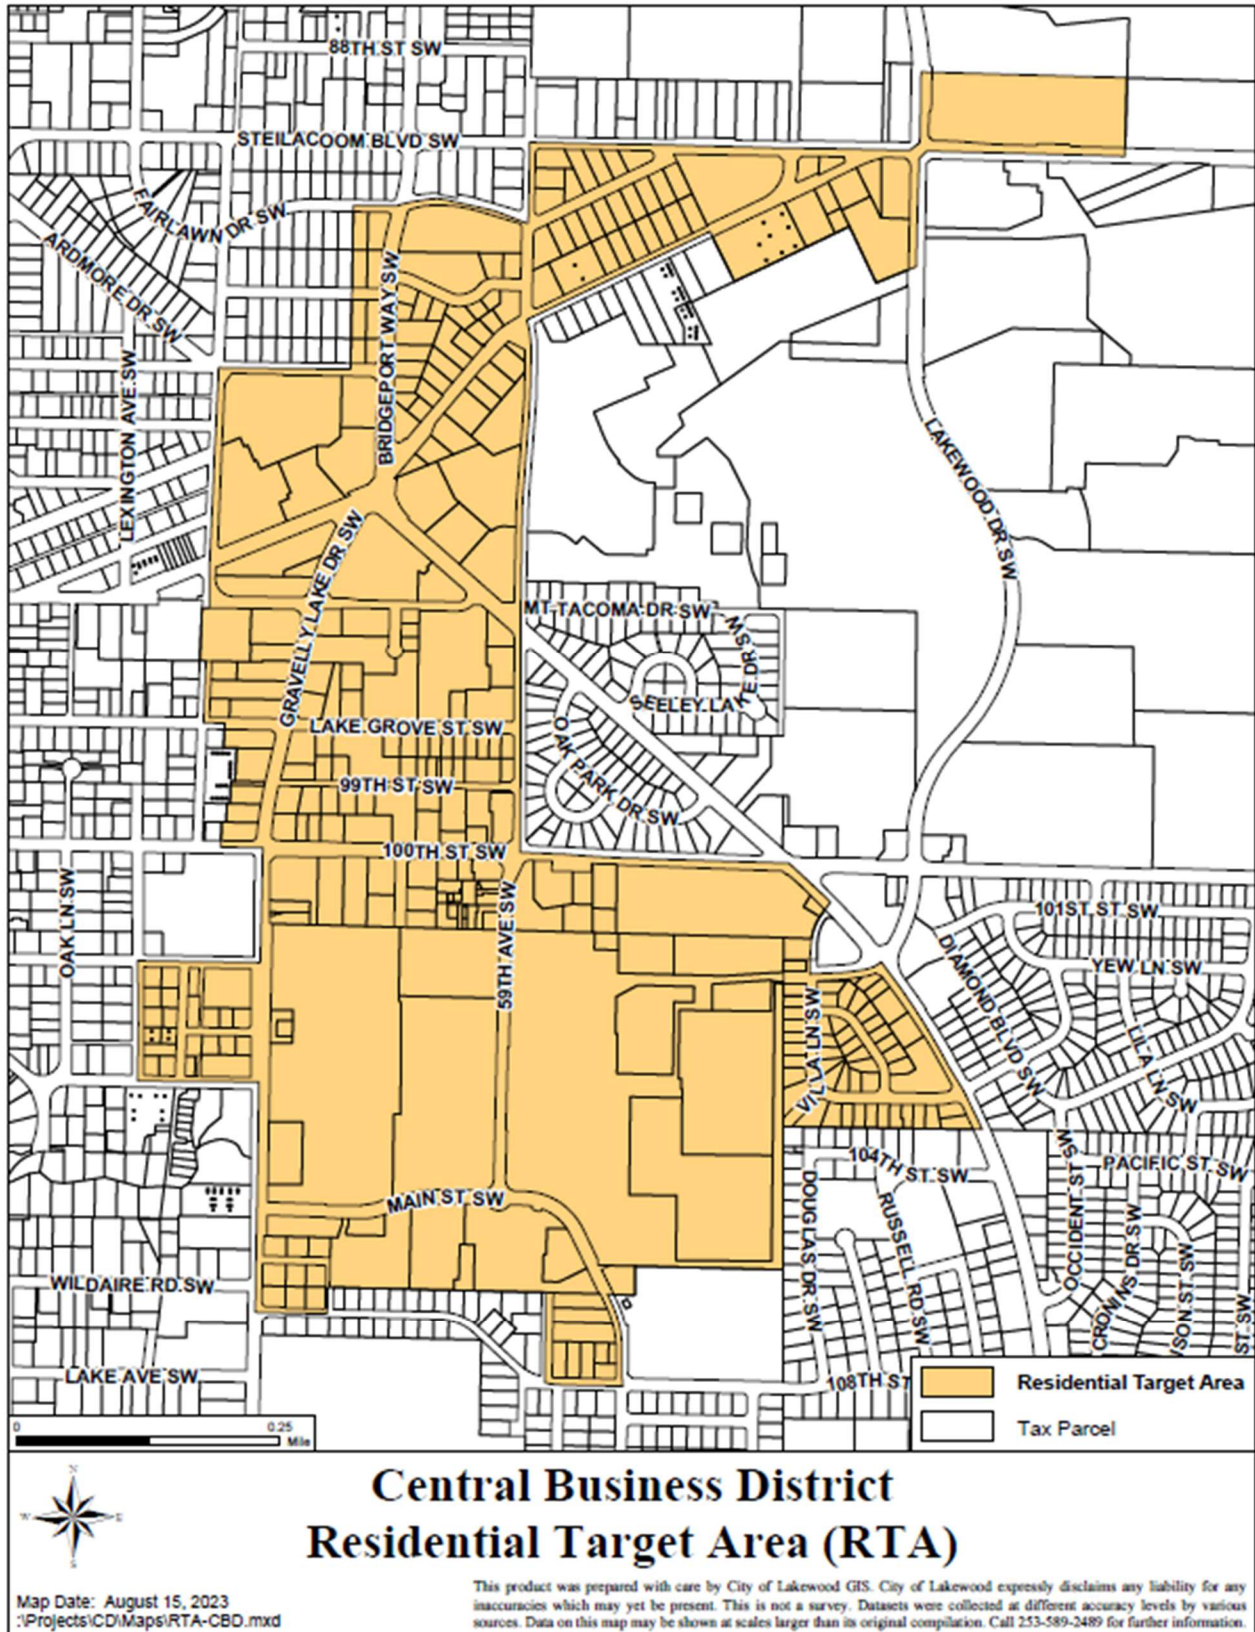 88TH ST SW
STEILACOOM BLVD SW
FAIRLAWN DR SW
ARDMORE DR SW
BRIDGEPORT WAY SW
LEXINGTON AVE SW
LAKEWOOD DR SW
GRAVELLY LAKE DR SW
MT TACOMA DR SW
SEELEY LAKE DR SW
LAKE GROVE ST SW
OAK PARK DR SW
99TH ST SW
100TH ST SW
OAK LN SW
59TH AVE SW
101ST ST SW
DIAMOND BLVD SW
YEW LN SW
VILLA LN SW
LILA LN SW
104TH ST SW
PACIFIC ST SW
MAIN ST SW
DOUGLAS DR SW
RUSSELL RD SW
OCCIDENT ST SW
CRONIN DR SW
SON ST SW
ST SW
WILDAIRE RD SW
LAKE AVE SW
108TH ST
Residential Target Area
Tax Parcel
0 0.25
Mile
N
W E
S
Central Business District
Residential Target Area (RTA)
Map Date: August 15, 2023
:\Projects\CD\Maps\RTA-CBD.mxd
This product was prepared with care by City of Lakewood GIS. City of Lakewood expressly disclaims any liability for any
inaccuracies which may yet be present. This is not a survey. Datasets were collected at different accuracy levels by various
sources. Data on this map may be shown at scales larger than its original compilation. Call 253-589-2489 for further information.